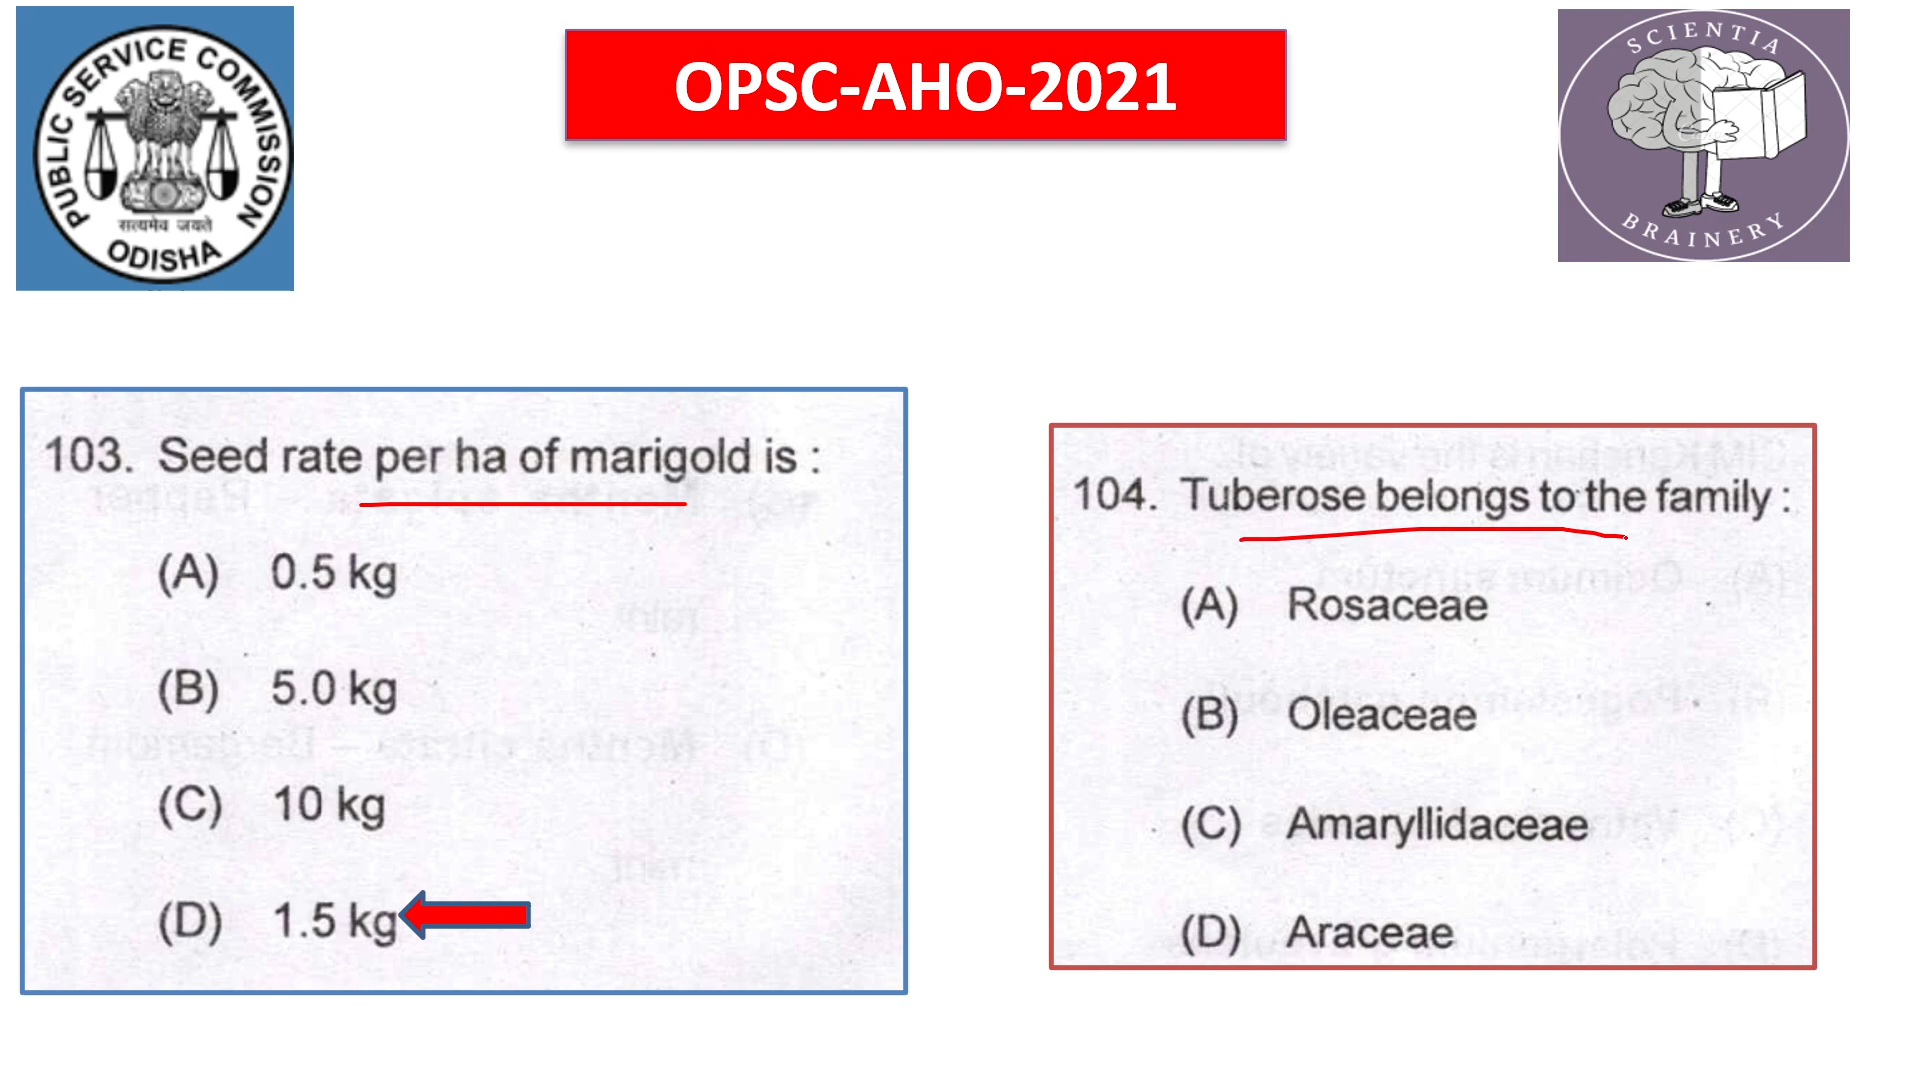 PUBLIC SERVICE COMMISSION
सत्यमेव जयते
ODISHA
OPSC-AHO-2021
SCIENTIA
BRAINERY
103. Seed rate per ha of marigold is :
(A) 0.5 kg
(B) 5.0 kg
(C) 10 kg
(D) 1.5 kg
104. Tuberose belongs to the family :
(A) Rosaceae
(B) Oleaceae
(C) Amaryllidaceae
(D) Araceae